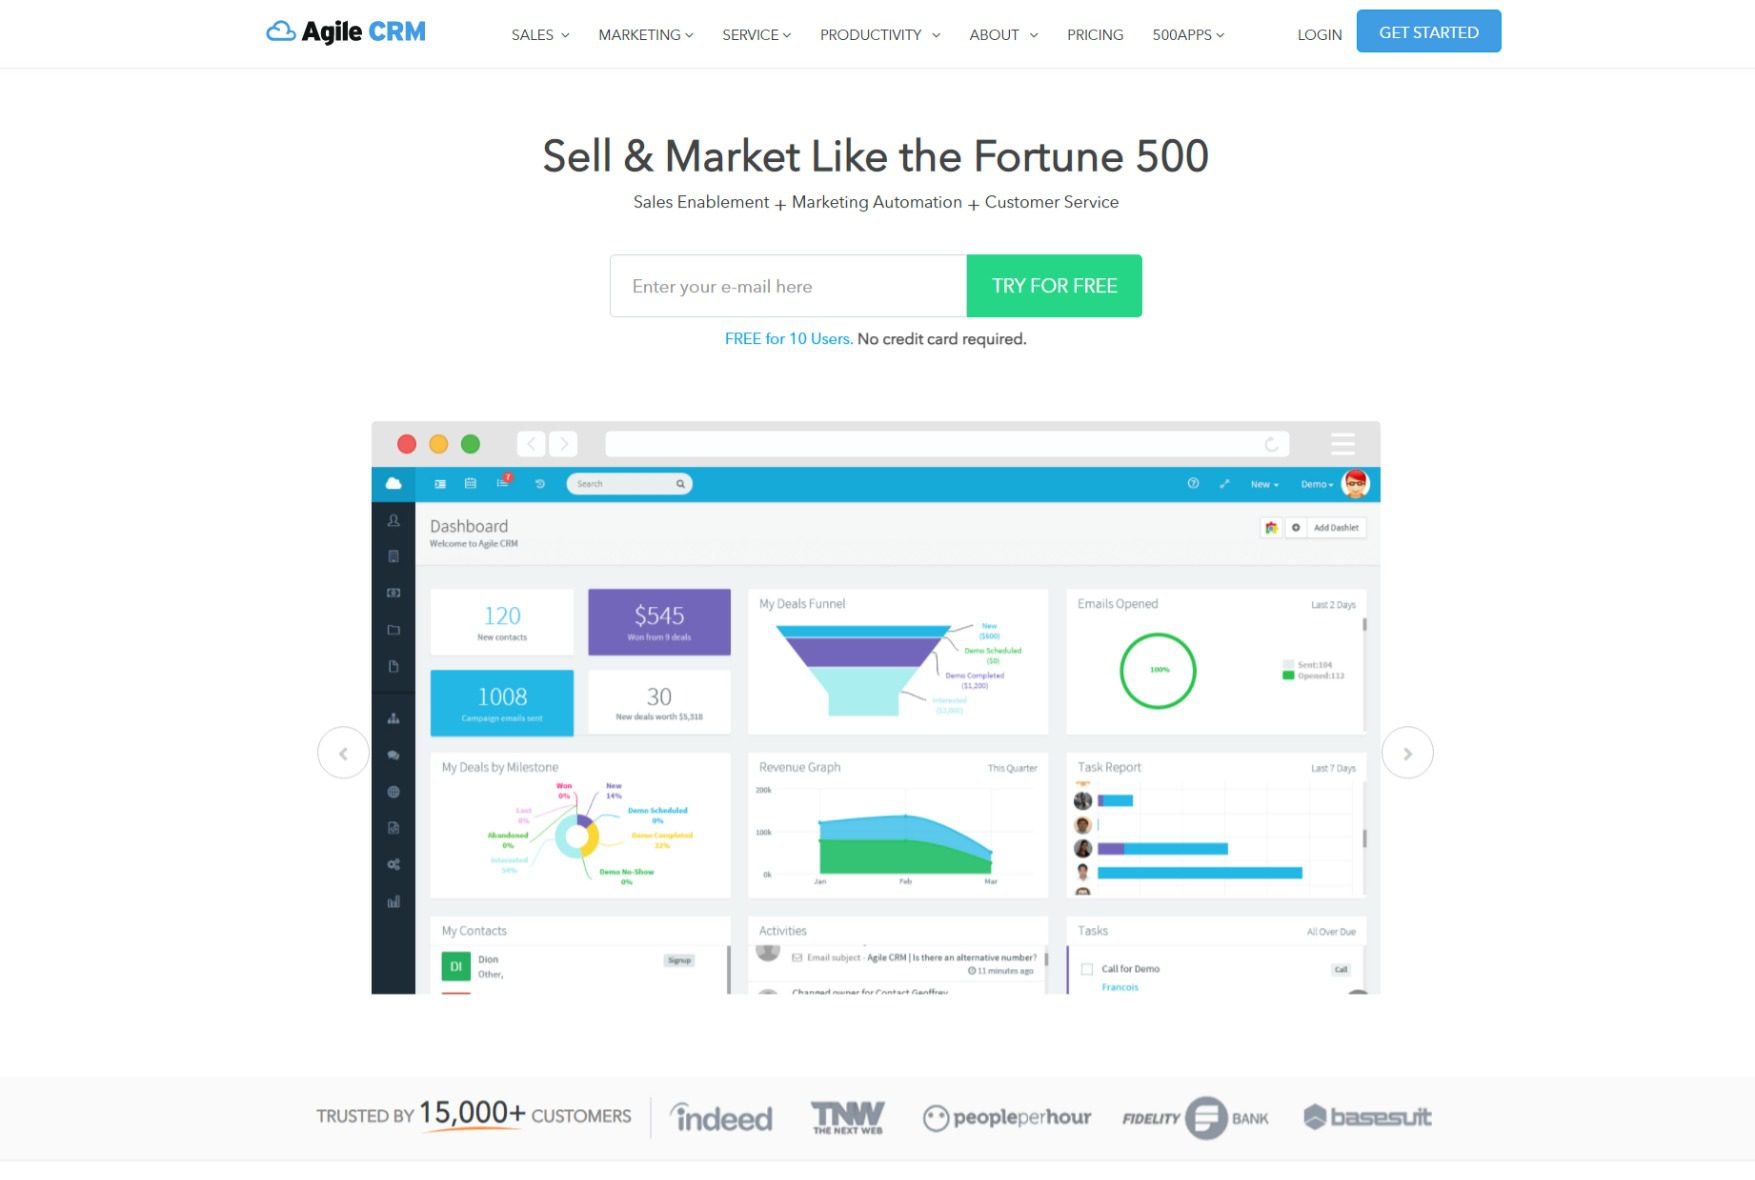 Agile CRM
SALES
MARKETING
SERVICE
PRODUCTIVITY
ABOUT
PRICING
500APPS
LOGIN
GET STARTED
Sell & Market Like the Fortune 500
Sales Enablement + Marketing Automation + Customer Service
Enter your e-mail here
TRY FOR FREE
FREE for 10 Users. No credit card required.
7
Search
New
Demo
Dashboard
Welcome to Agile CRM
Add Dashlet
120
New contacts
$545
Won from 9 deals
1008
Campaign emails sent
30
New deals worth $5,318
My Deals Funnel
New
($600)
Demo Scheduled
($0)
Demo Completed
($1,200)
Interested
($3,000)
Emails Opened
Last 2 Days
100%
Sent:104
Opened:112
My Deals by Milestone
Won
0%
New
14%
Lost
0%
Demo Scheduled
0%
Abandoned
0%
Demo Completed
32%
Interested
54%
Demo No-Show
0%
Revenue Graph
This Quarter
200k
100k
0k
Jan
Feb
Mar
Task Report
Last 7 Days
My Contacts
DI
Dion
Other,
Signup
Activities
Email subject - Agile CRM | Is there an alternative number?
11 minutes ago
Changed owner for Contact Geoffrey
Tasks
All Over Due
Call for Demo
Call
Francois
TRUSTED BY 15,000+ CUSTOMERS
indeed
TNW
THE NEXT WEB
peopleperhour
FIDELITY F BANK
basesuit